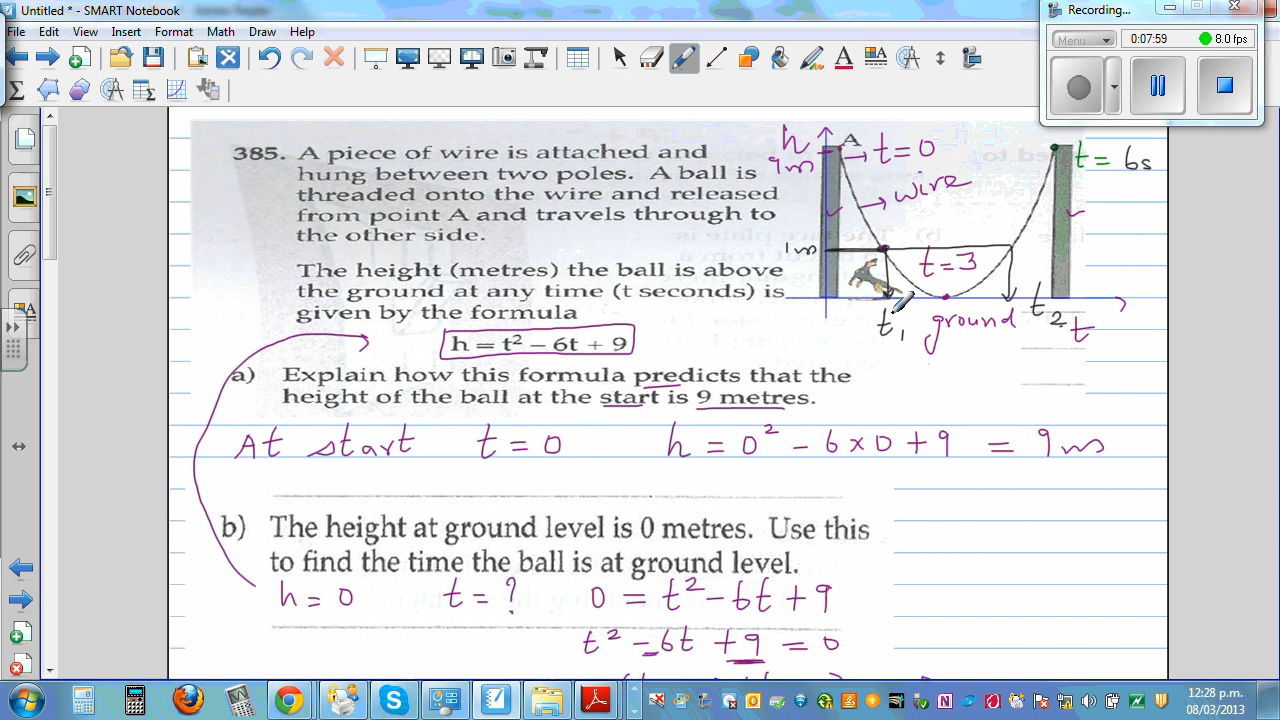 Untitled * - SMART Notebook
Recording...
File Edit View Insert Format Math Draw Help
Menu 0:07:59 8.0 fps
385. A piece of wire is attached and
hung between two poles. A ball is
threaded onto the wire and released
from point A and travels through to
the other side.
The height (metres) the ball is above
the ground at any time (t seconds) is
given by the formula
h = t² – 6t + 9
h A
9m t = 0
t = 6s
wire
1m
t = 3
t₁ ground t₂ t
a) Explain how this formula predicts that the
height of the ball at the start is 9 metres.
At start t = 0 h = 0² – 6 × 0 + 9 = 9m
b) The height at ground level is 0 metres. Use this
to find the time the ball is at ground level.
h = 0 t = ? 0 = t² – 6t + 9
t² – 6t + 9 = 0
12:28 p.m.
08/03/2013